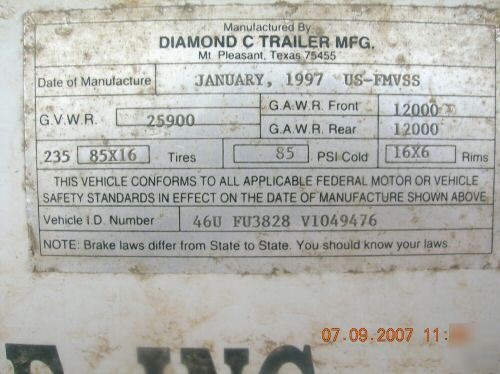 Manufactured By
DIAMOND C TRAILER MFG.
Mt. Pleasant, Texas 75455
Date of Manufacture JANUARY, 1997 US-FMVSS
G.V.W.R. 25900 G.A.W.R. Front 12000
G.A.W.R. Rear 12000
235 85X16 Tires 85 PSI Cold 16X6 Rims
THIS VEHICLE CONFORMS TO ALL APPLICABLE FEDERAL MOTOR OR VEHICLE
SAFETY STANDARDS IN EFFECT ON THE DATE OF MANUFACTURE SHOWN ABOVE
Vehicle I.D. Number 46U FU3828 V1049476
NOTE: Brake laws differ from State to State. You should know your laws.
07.09.2007 11:
INC